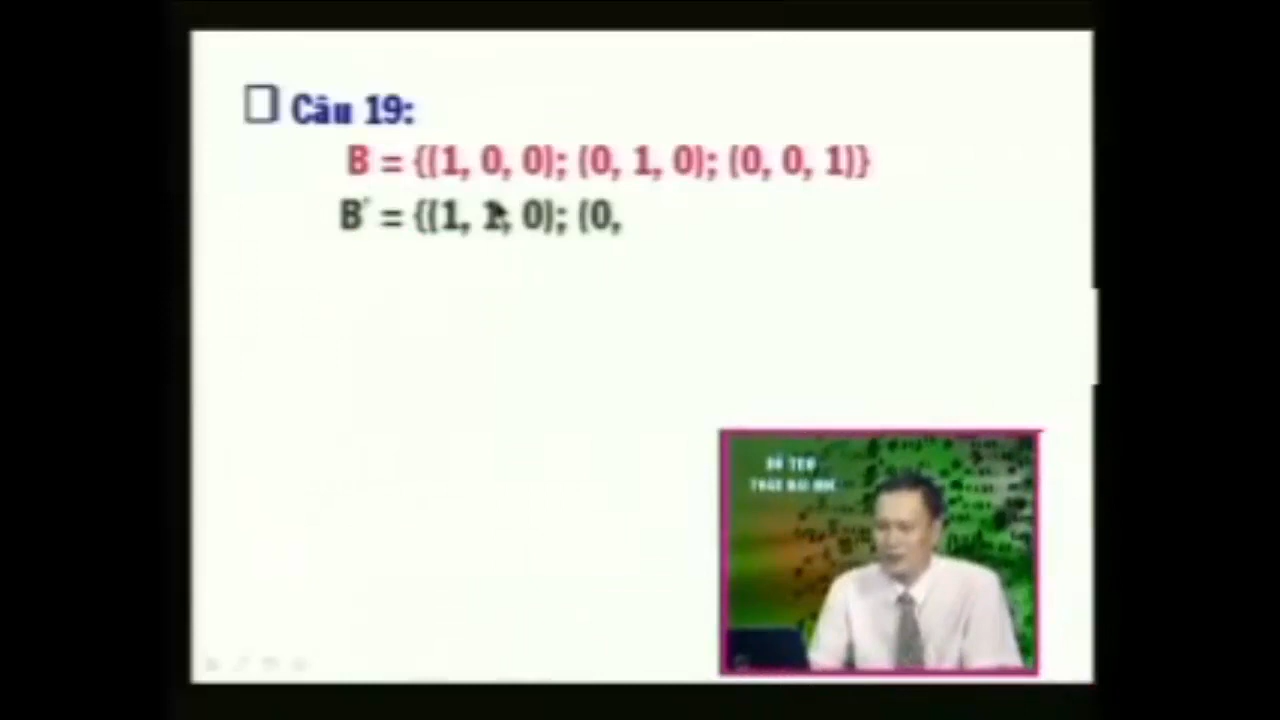 Câu 19:
B = {(1, 0, 0); (0, 1, 0); (0, 0, 1)}
B' = {(1, 1, 0); (0,